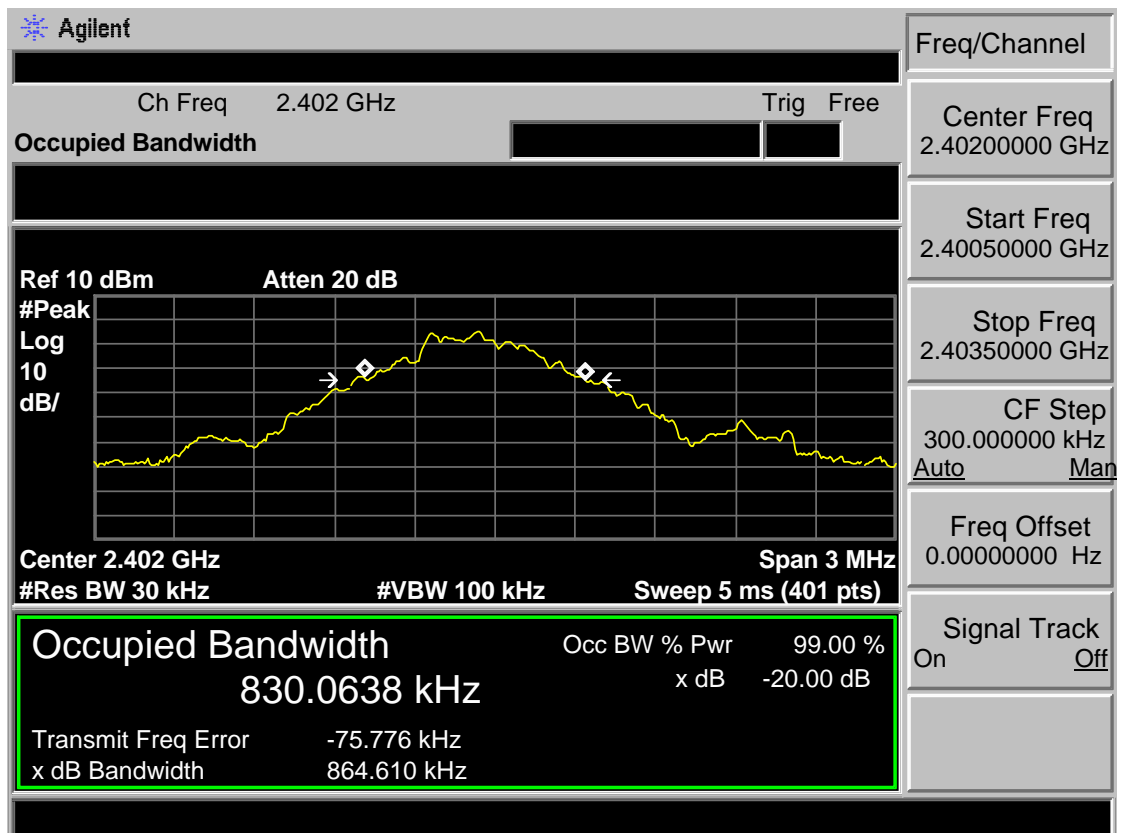 Agilent
Freq/Channel
Ch Freq 2.402 GHz Trig Free
Occupied Bandwidth
Center Freq
2.40200000 GHz
Start Freq
2.40050000 GHz
Stop Freq
2.40350000 GHz
CF Step
300.000000 kHz
Auto Man
Freq Offset
0.00000000 Hz
Signal Track
On Off
Ref 10 dBm Atten 20 dB
#Peak
Log
10
dB/
Center 2.402 GHz Span 3 MHz
#Res BW 30 kHz #VBW 100 kHz Sweep 5 ms (401 pts)
Occupied Bandwidth
830.0638 kHz
Occ BW % Pwr 99.00 %
x dB -20.00 dB
Transmit Freq Error -75.776 kHz
x dB Bandwidth 864.610 kHz